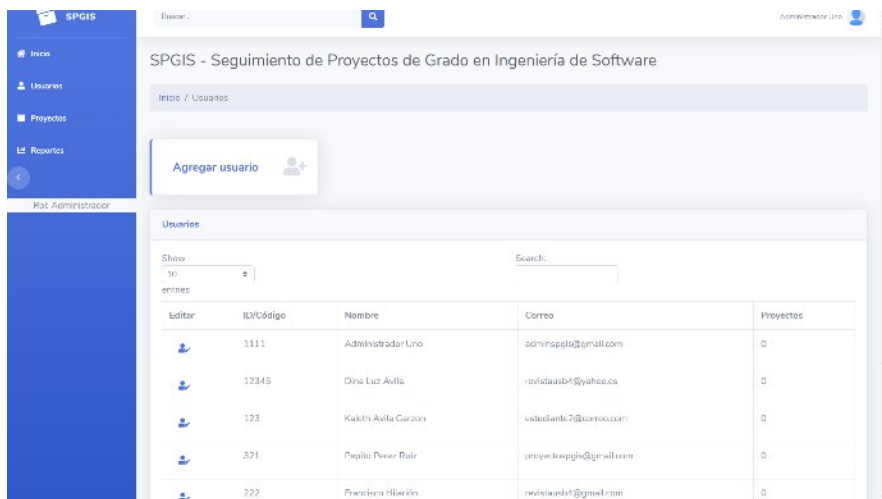 SPGIS
Buscar...
Administrador Uno
Inicio
Usuarios
Proyectos
Reportes
Rol: Administrador
SPGIS - Seguimiento de Proyectos de Grado en Ingeniería de Software
Inicio / Usuarios
Agregar usuario
Usuarios
Show
10
entries
Search:
Editar ID/Código Nombre Correo Proyectos
1111 Administrador Uno adminspgis@gmail.com 0
12345 Dina Luz Avila revistausb4@yahoo.es 0
123 Kaleth Avila Garzon estudiante2@correo.com 0
321 Pepito Perez Ruiz proyectospgis@gmail.com 0
222 Francisco Hilarión revistausb4@gmail.com 0